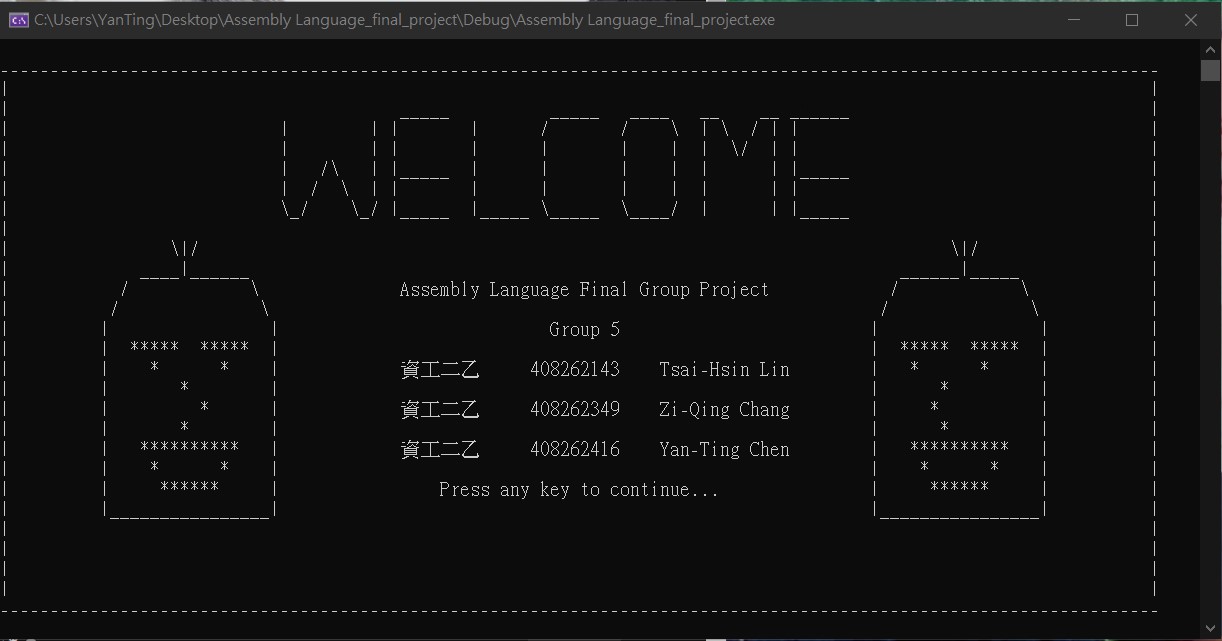 C:\Users\YanTing\Desktop\Assembly Language_final_project\Debug\Assembly Language_final_project.exe
WELCOME
Assembly Language Final Group Project
Group 5
資工二乙 408262143 Tsai-Hsin Lin
資工二乙 408262349 Zi-Qing Chang
資工二乙 408262416 Yan-Ting Chen
Press any key to continue...